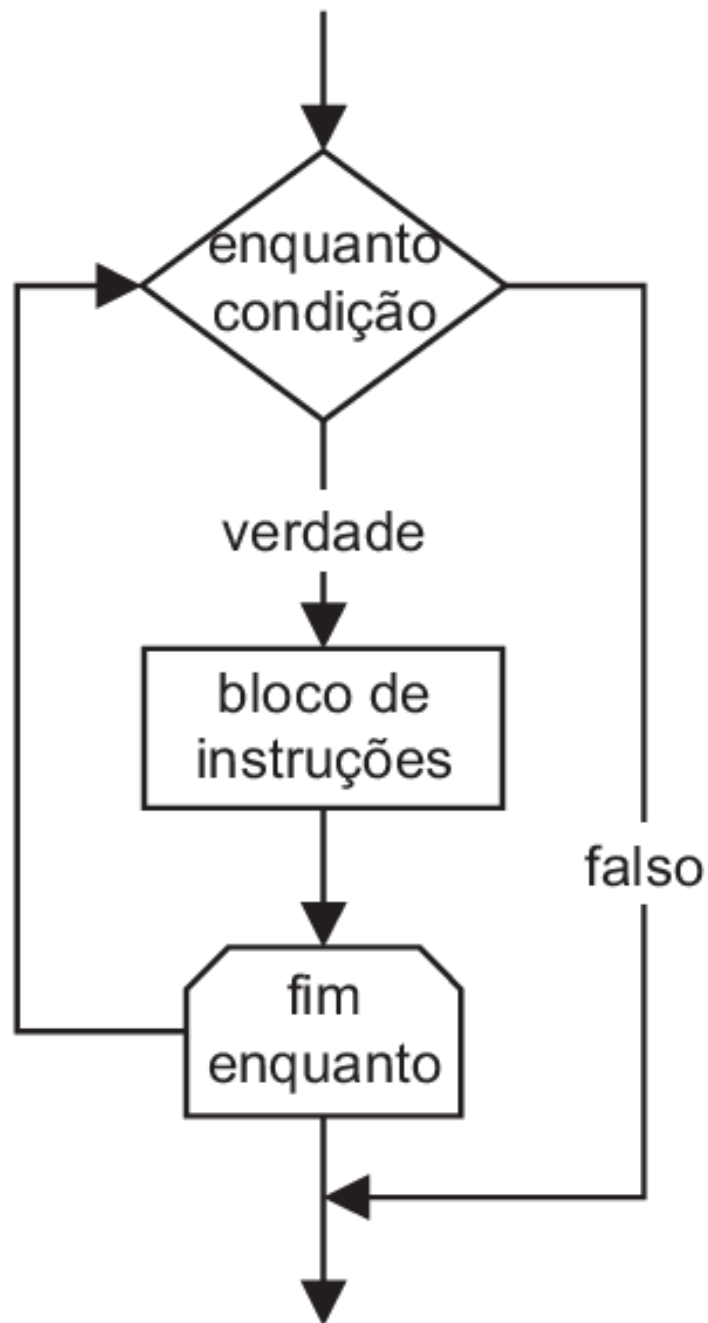 enquanto
condição
verdade
bloco de
instruções
falso
fim
enquanto